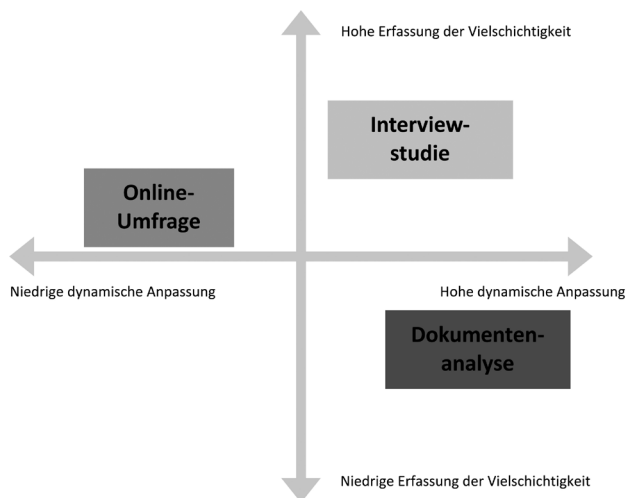 Hohe Erfassung der Vielschichtigkeit
Interview-
studie
Online-
Umfrage
Niedrige dynamische Anpassung
Hohe dynamische Anpassung
Dokumenten-
analyse
Niedrige Erfassung der Vielschichtigkeit